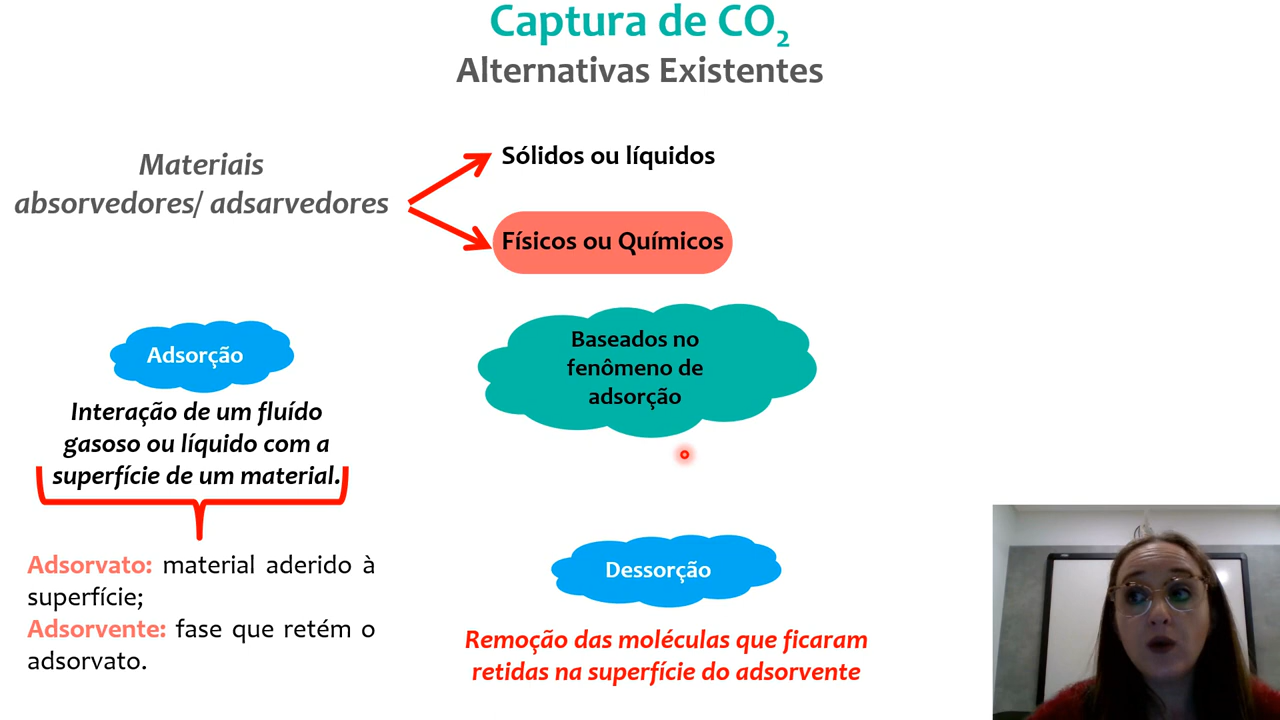 Captura de CO₂
Alternativas Existentes
Materiais
absorvedores/ adsarvedores
Sólidos ou líquidos
Físicos ou Químicos
Adsorção
Interação de um fluído
gasoso ou líquido com a
superfície de um material.
Adsorvato: material aderido à
superfície;
Adsorvente: fase que retém o
adsorvato.
Baseados no
fenômeno de
adsorção
Dessorção
Remoção das moléculas que ficaram
retidas na superfície do adsorvente